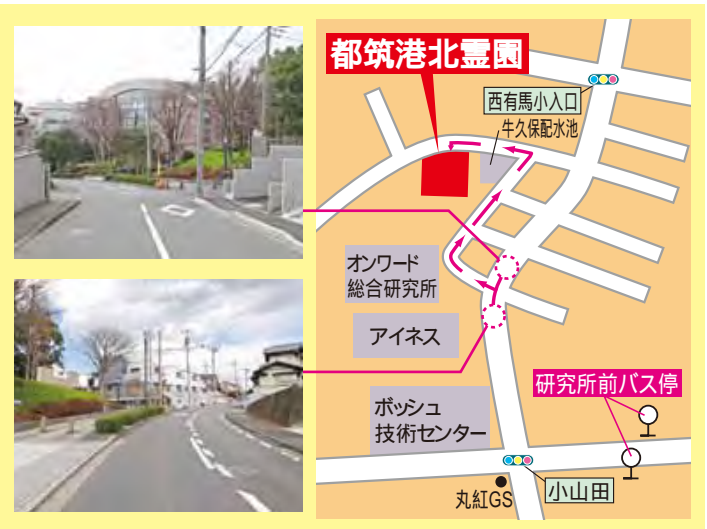 都筑港北霊園
西有馬小入口
牛久保配水池
オンワード
総合研究所
アイネス
研究所前バス停
ボッシュ
技術センター
小山田
丸紅GS